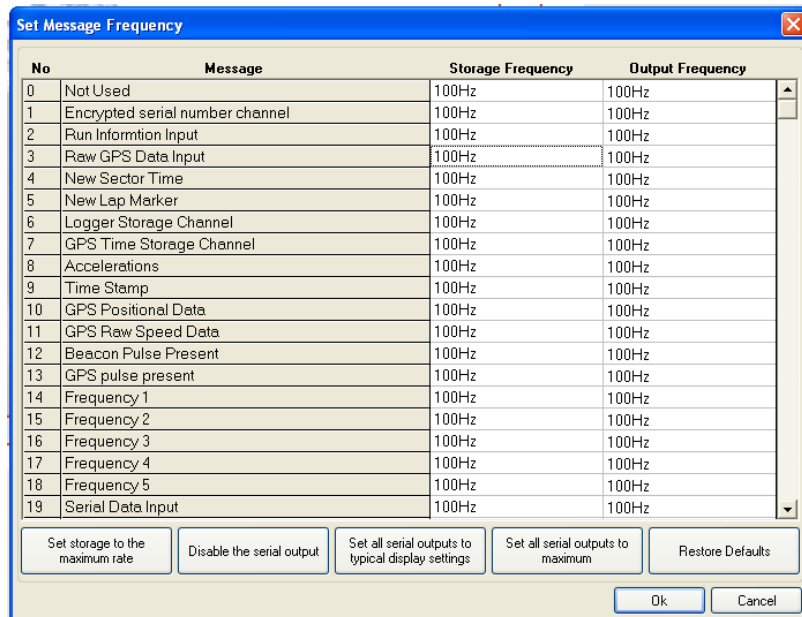 Set Message Frequency
No Message Storage Frequency Output Frequency
0 Not Used 100Hz 100Hz
1 Encrypted serial number channel 100Hz 100Hz
2 Run Informtion Input 100Hz 100Hz
3 Raw GPS Data Input 100Hz 100Hz
4 New Sector Time 100Hz 100Hz
5 New Lap Marker 100Hz 100Hz
6 Logger Storage Channel 100Hz 100Hz
7 GPS Time Storage Channel 100Hz 100Hz
8 Accelerations 100Hz 100Hz
9 Time Stamp 100Hz 100Hz
10 GPS Positional Data 100Hz 100Hz
11 GPS Raw Speed Data 100Hz 100Hz
12 Beacon Pulse Present 100Hz 100Hz
13 GPS pulse present 100Hz 100Hz
14 Frequency 1 100Hz 100Hz
15 Frequency 2 100Hz 100Hz
16 Frequency 3 100Hz 100Hz
17 Frequency 4 100Hz 100Hz
18 Frequency 5 100Hz 100Hz
19 Serial Data Input 100Hz 100Hz
Set storage to the
maximum rate
Disable the serial output
Set all serial outputs to
typical display settings
Set all serial outputs to
maximum
Restore Defaults
Ok
Cancel